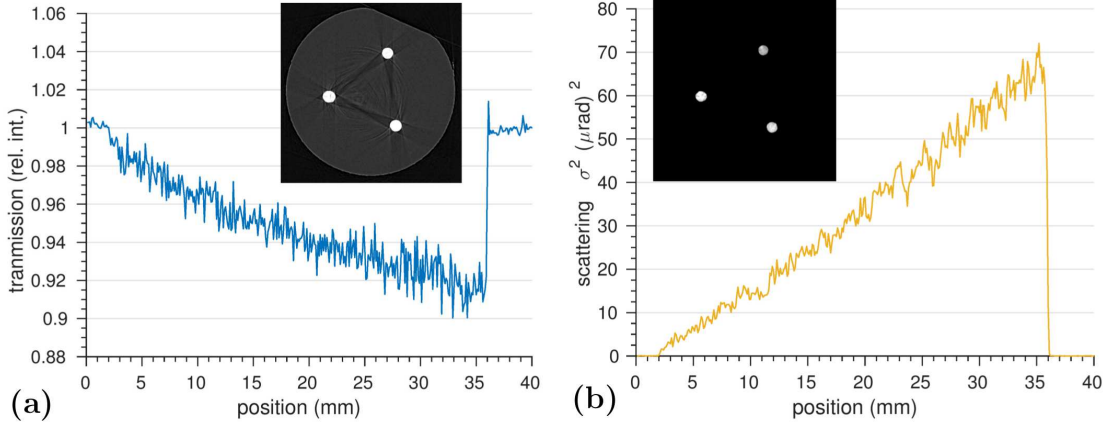 1.06
1.04
1.02
1
0.98
0.96
0.94
0.92
0.9
0.88
tranmission (rel. int.)
0 5 10 15 20 25 30 35 40
position (mm)
(a)
80
70
60
50
40
30
20
10
0
scattering σ² (μrad)²
0 5 10 15 20 25 30 35 40
position (mm)
(b)